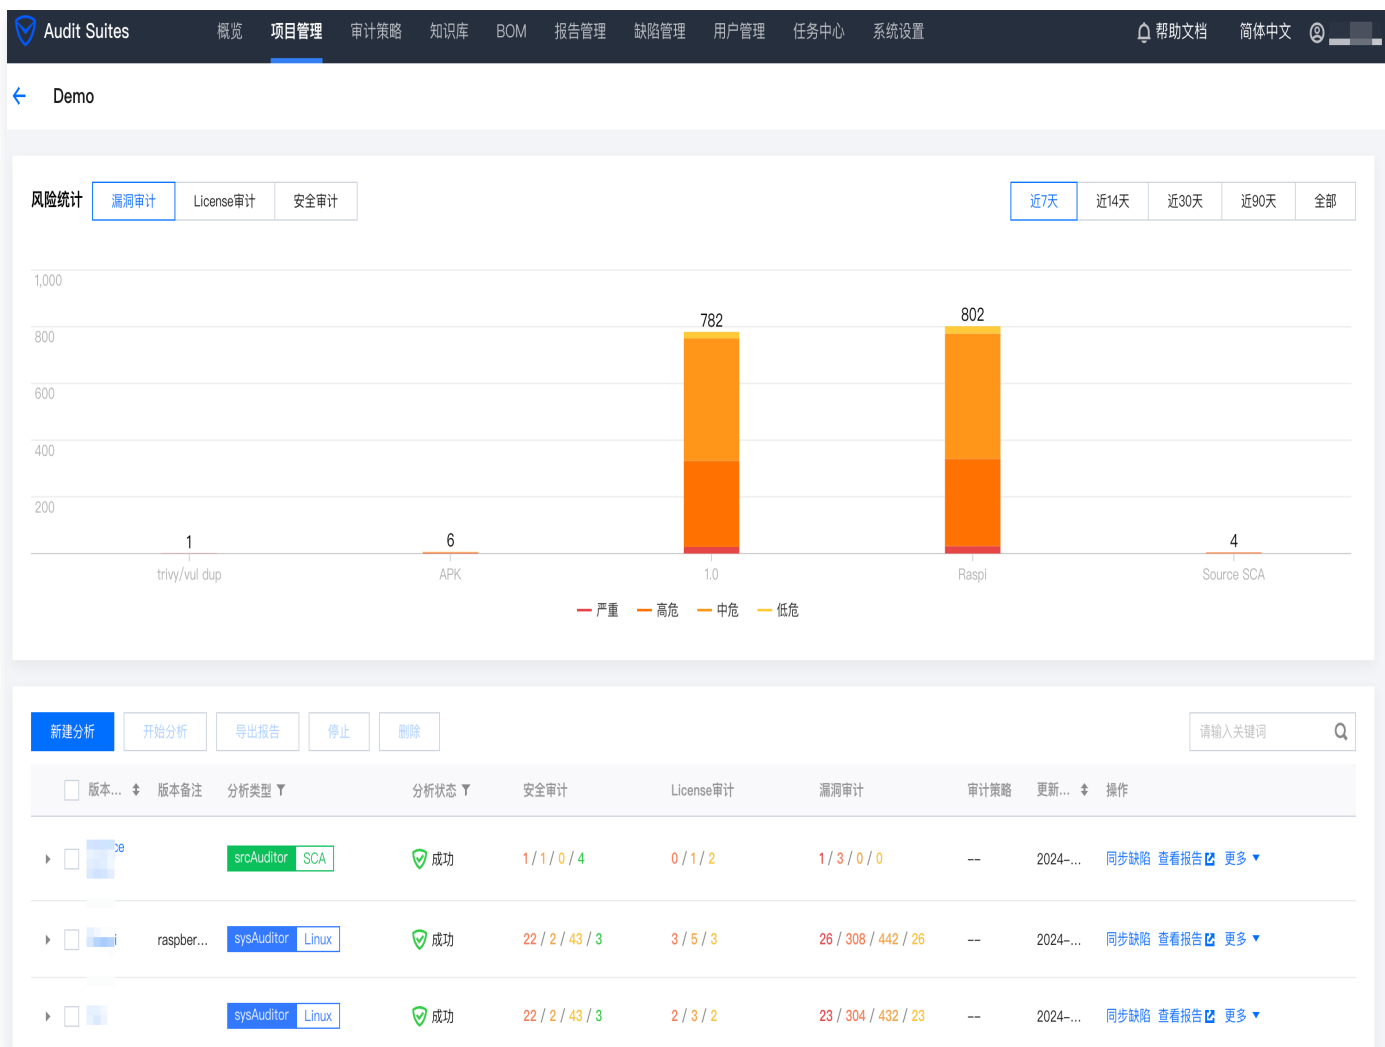 Audit Suites 概览 项目管理 审计策略 知识库 BOM 报告管理 缺陷管理 用户管理 任务中心 系统设置 帮助文档 简体中文
Demo
风险统计 漏洞审计 License审计 安全审计 近7天 近14天 近30天 近90天 全部
1,000
800
600
400
200
1 6 782 802 4
trivy/vul dup APK 1.0 Raspi Source SCA
严重 高危 中危 低危
新建分析 开始分析 导出报告 停止 删除 请输入关键词
版本... 版本备注 分析类型 分析状态 安全审计 License审计 漏洞审计 审计策略 更新... 操作
srcAuditor SCA 成功 1 / 1 / 0 / 4 0 / 1 / 2 1 / 3 / 0 / 0 -- 2024-... 同步缺陷 查看报告 更多
raspber... sysAuditor Linux 成功 22 / 2 / 43 / 3 3 / 5 / 3 26 / 308 / 442 / 26 -- 2024-... 同步缺陷 查看报告 更多
sysAuditor Linux 成功 22 / 2 / 43 / 3 2 / 3 / 2 23 / 304 / 432 / 23 -- 2024-... 同步缺陷 查看报告 更多